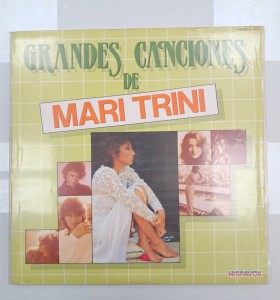 GRANDES CANCIONES
DE
MARI TRINI
HISPAVOX